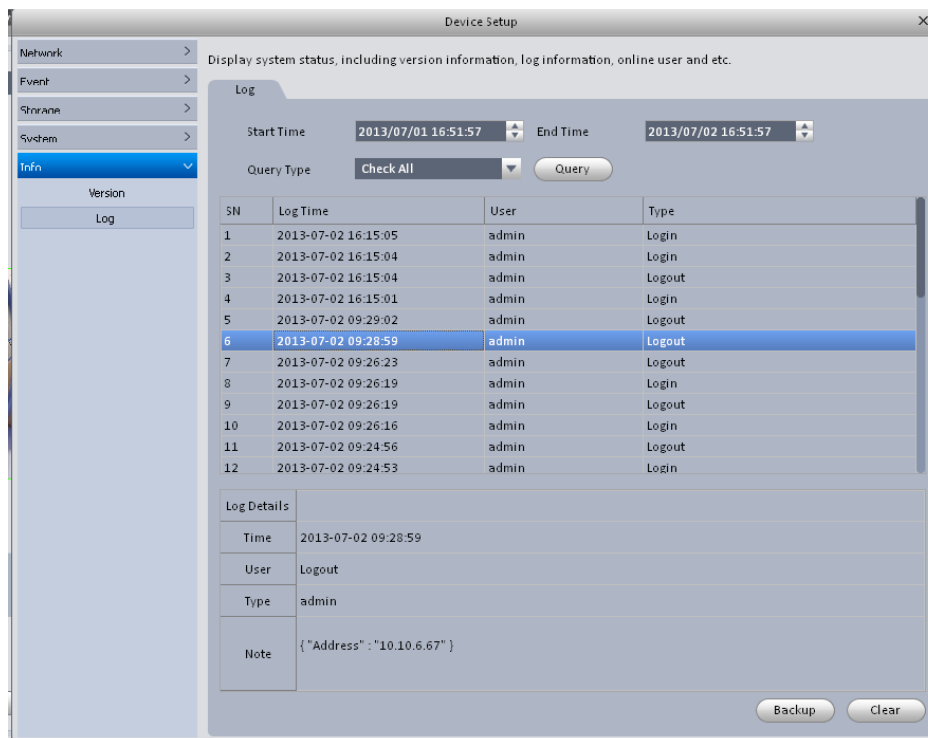 Device Setup
Network
Event
Storage
System
Info
Version
Log
Display system status, including version information, log information, online user and etc.
Log
Start Time 2013/07/01 16:51:57 End Time 2013/07/02 16:51:57
Query Type Check All Query
SN Log Time User Type
1 2013-07-02 16:15:05 admin Login
2 2013-07-02 16:15:04 admin Login
3 2013-07-02 16:15:04 admin Logout
4 2013-07-02 16:15:01 admin Login
5 2013-07-02 09:29:02 admin Logout
6 2013-07-02 09:28:59 admin Logout
7 2013-07-02 09:26:23 admin Logout
8 2013-07-02 09:26:19 admin Login
9 2013-07-02 09:26:19 admin Logout
10 2013-07-02 09:26:16 admin Login
11 2013-07-02 09:24:56 admin Logout
12 2013-07-02 09:24:53 admin Login
Log Details
Time 2013-07-02 09:28:59
User Logout
Type admin
Note { "Address" : "10.10.6.67" }
Backup Clear